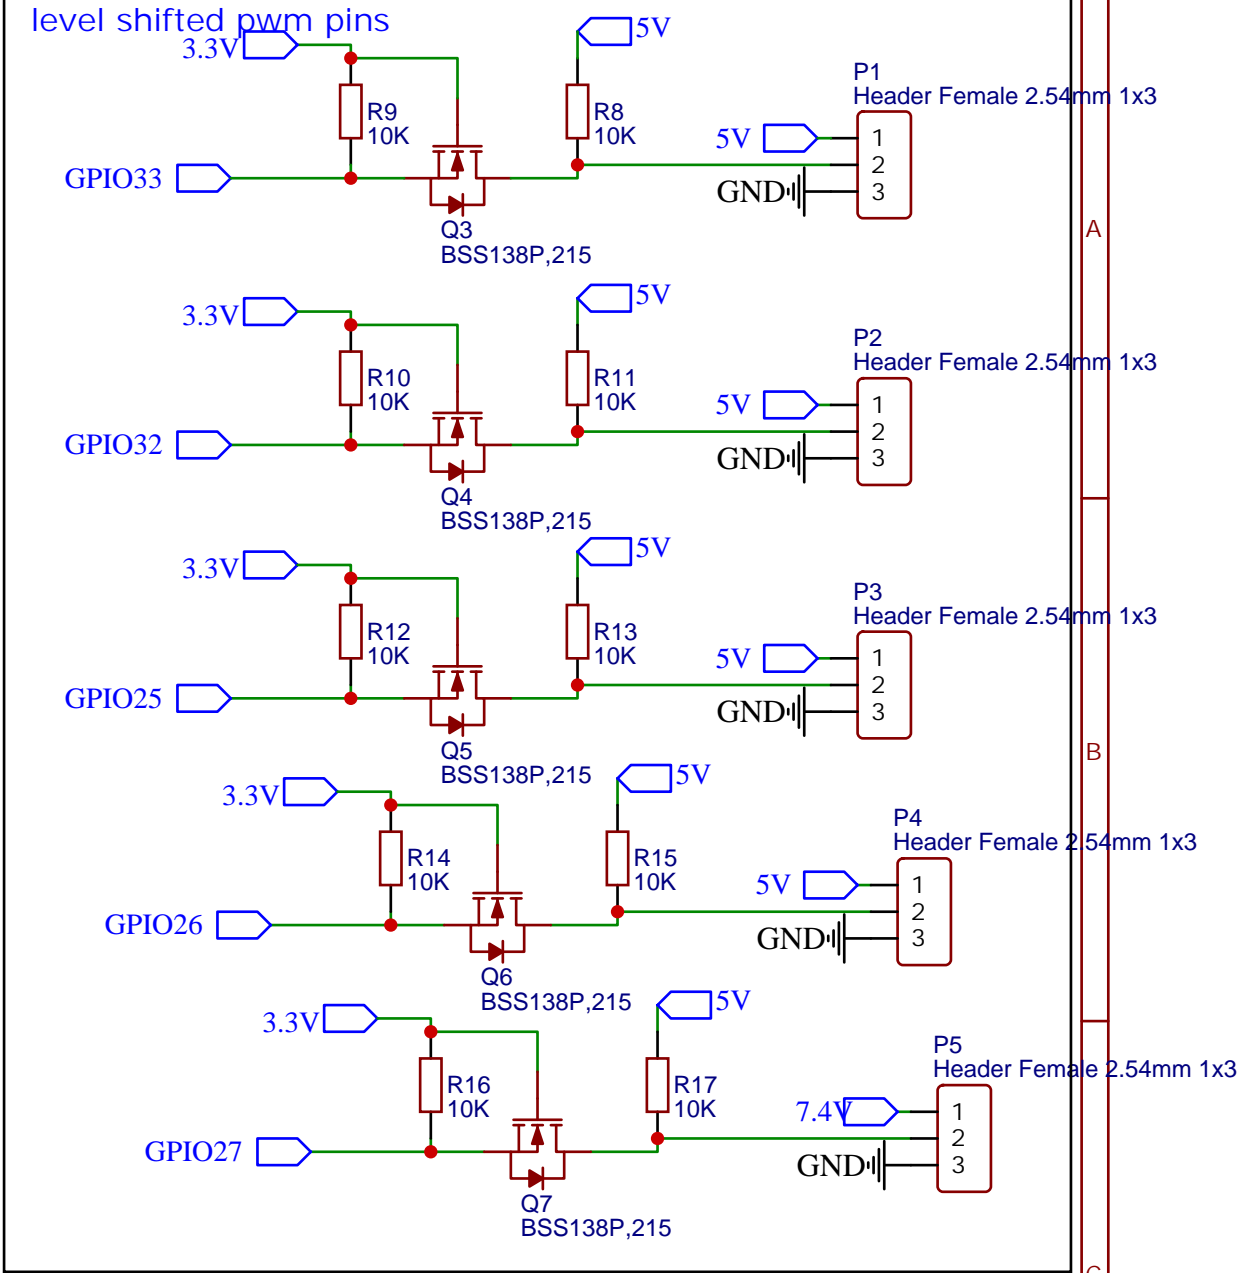 level shifted pwm pins
3.3V
5V
R9
10K
R8
10K
P1
Header Female 2.54mm 1x3
5V
1
2
3
GPIO33
GND
Q3
BSS138P,215
A
3.3V
5V
R10
10K
R11
10K
P2
Header Female 2.54mm 1x3
5V
1
2
3
GPIO32
GND
Q4
BSS138P,215
3.3V
5V
R12
10K
R13
10K
P3
Header Female 2.54mm 1x3
5V
1
2
3
GPIO25
GND
Q5
BSS138P,215
B
3.3V
5V
R14
10K
R15
10K
P4
Header Female 2.54mm 1x3
5V
1
2
3
GPIO26
GND
Q6
BSS138P,215
3.3V
5V
R16
10K
R17
10K
P5
Header Female 2.54mm 1x3
7.4V
1
2
3
GPIO27
GND
Q7
BSS138P,215